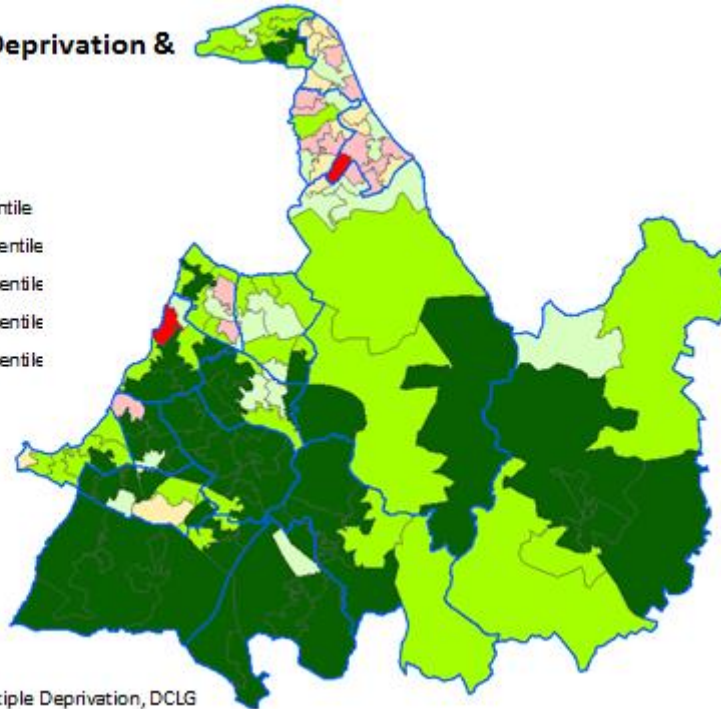 Deprivation &
ntile
entile
entile
entile
entile
tiple Deprivation, DCLG